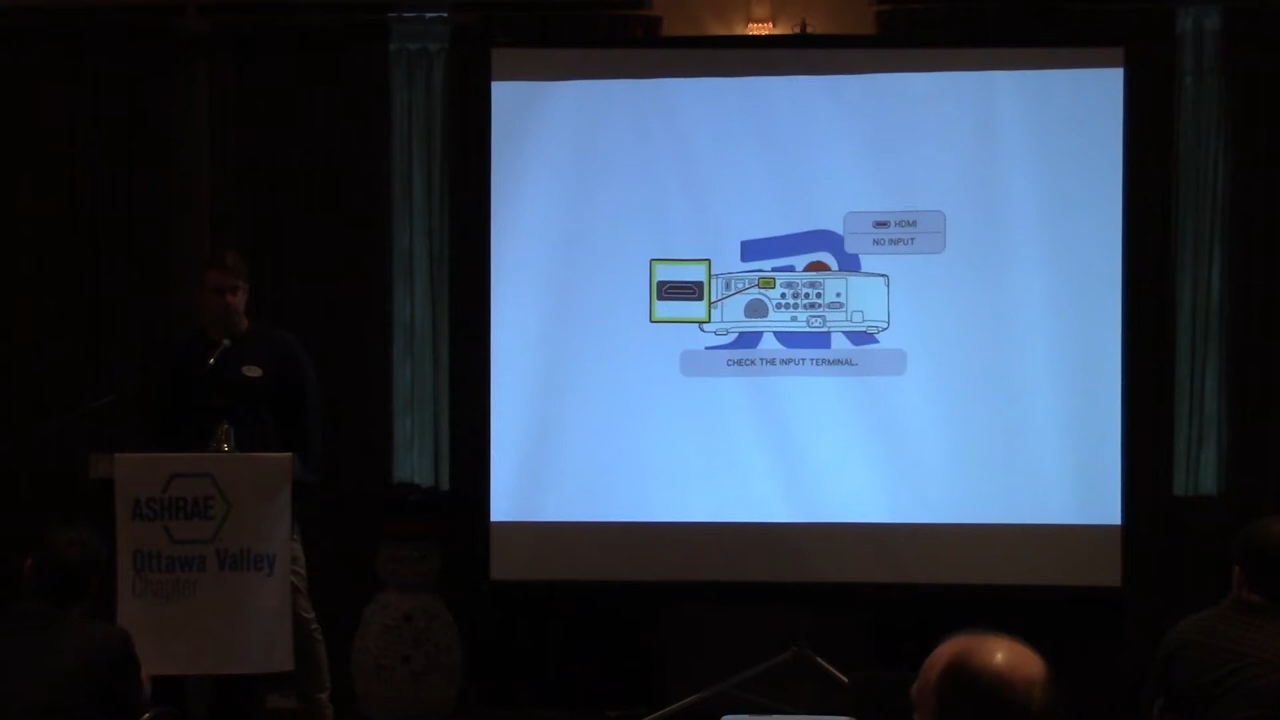 HDMI
NO INPUT
CHECK THE INPUT TERMINAL.
ASHRAE
Ottawa Valley
Chapter